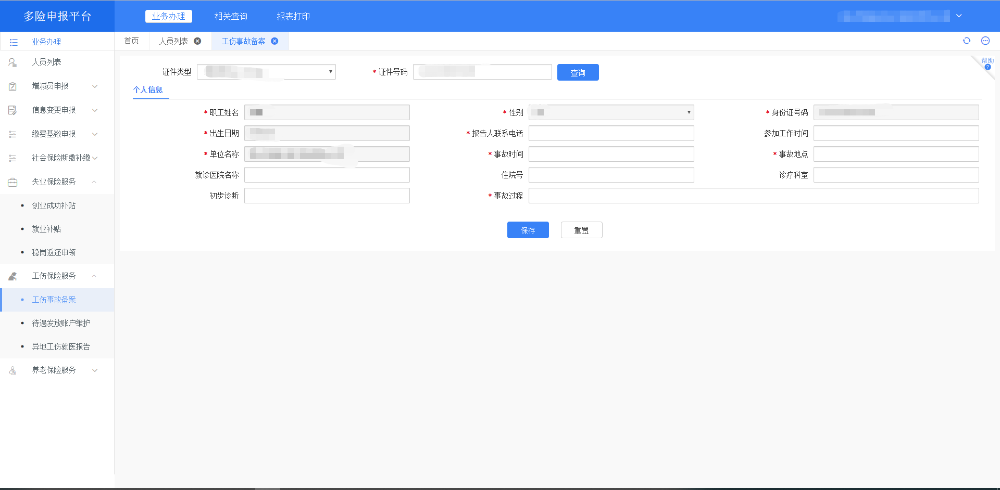 多险申报平台
业务办理 相关查询 报表打印
业务办理
首页 人员列表 工伤事故备案
帮助
人员列表
增减员申报
信息变更申报
缴费基数申报
社会保险断缴补缴
失业保险服务
创业成功补贴
就业补贴
稳岗返还申领
工伤保险服务
工伤事故备案
待遇发放账户维护
异地工伤就医报告
养老保险服务
证件类型 * 证件号码 查询
个人信息
* 职工姓名 * 性别 * 身份证号码
* 出生日期 * 报告人联系电话 参加工作时间
* 单位名称 * 事故时间 * 事故地点
就诊医院名称 住院号 诊疗科室
初步诊断 * 事故过程
保存 重置